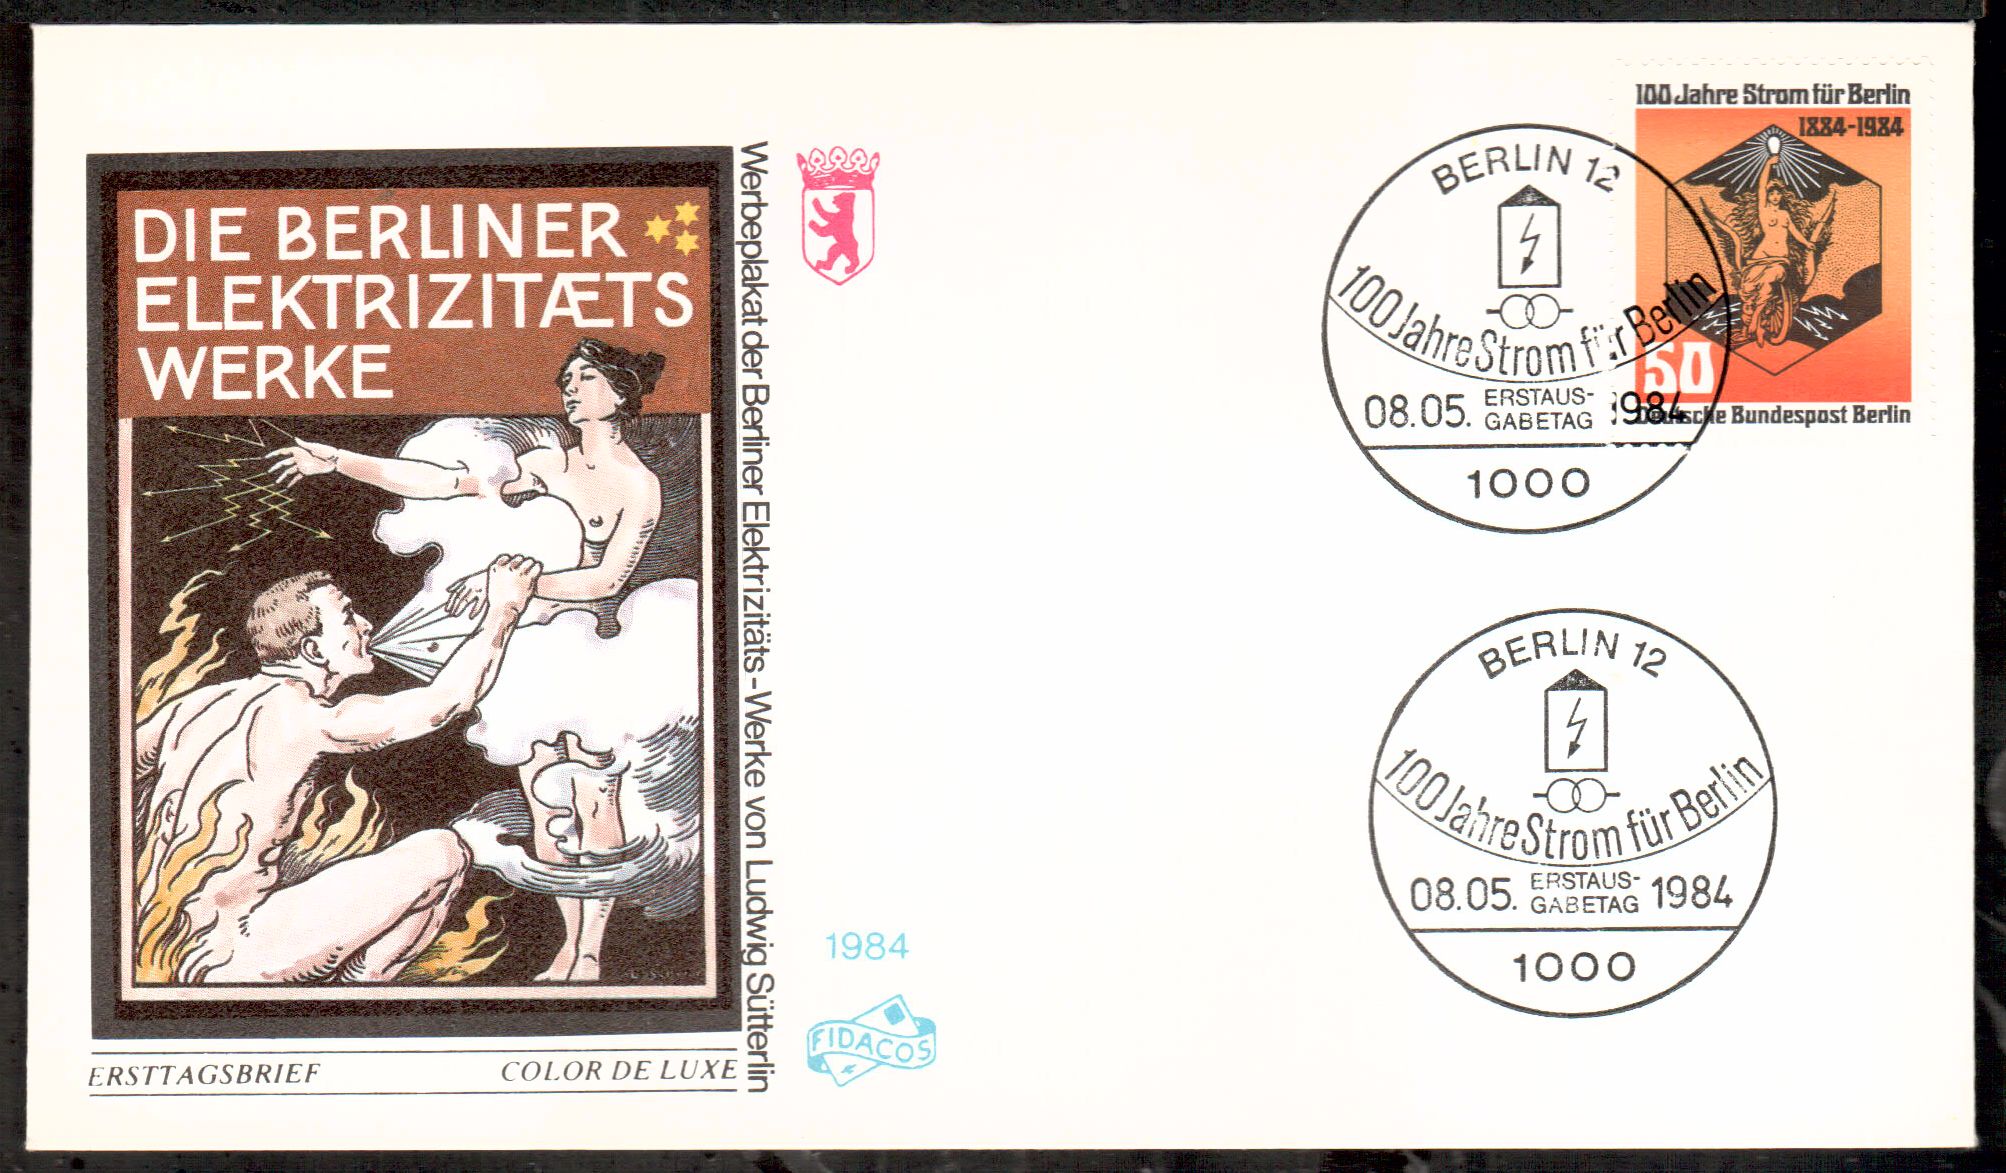 DIE BERLINER
ELEKTRIZITÆTS
WERKE
Werbeplakat der Berliner Elektrizitäts-Werke von Ludwig Sütterlin
ERSTTAGSBRIEF COLOR DE LUXE
1984
FIDACOS
100 Jahre Strom für Berlin
1884-1984
50
Deutsche Bundespost Berlin
BERLIN 12
100 Jahre Strom für Berlin
08.05. ERSTAUS-
GABETAG 1984
1000
BERLIN 12
100 Jahre Strom für Berlin
08.05. ERSTAUS-
GABETAG 1984
1000